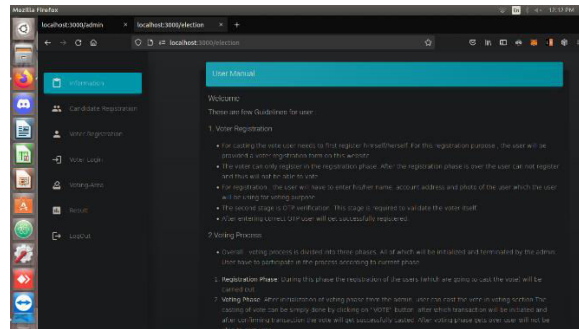 Mozilla Firefox
12:12 PM
localhost:3000/admin
localhost:3000/election
localhost:3000/election
Information
Candidate Registration
Voter Registration
Voter Login
Voting-Area
Result
LogOut
User Manual
Welcome
There are few Guidelines for user :
1. Voter Registration
For casting the vote user needs to first register himself/herself. For this registration purpose , the user will be
provided a voter registration form on this website
The voter can only register in the registration phase. After the registration phase is over the user can not register
and thus will not be able to vote
For registration , the user will have to enter his/her name, account address and photo of the user which the user
will be using for voting purpose
The second stage is OTP verification. This stage is required to validate the voter itself
After entering correct OTP user will get successfully registered.
2.Voting Process
Overall , voting process is divided into three phases. All of which will be initialized and terminated by the admin.
User have to participate in the process according to current phase
1. Registration Phase: During this phase the registration of the users (which are going to cast the vote) will be
carried out
2. Voting Phase: After initialization of voting phase from the admin, user can cast the vote in voting section.The
casting of vote can be simply done by clicking on "VOTE" button, after which transaction will be initiated and
after confirming transaction the vote will get successfully casted. After voting phase gets over user will not be